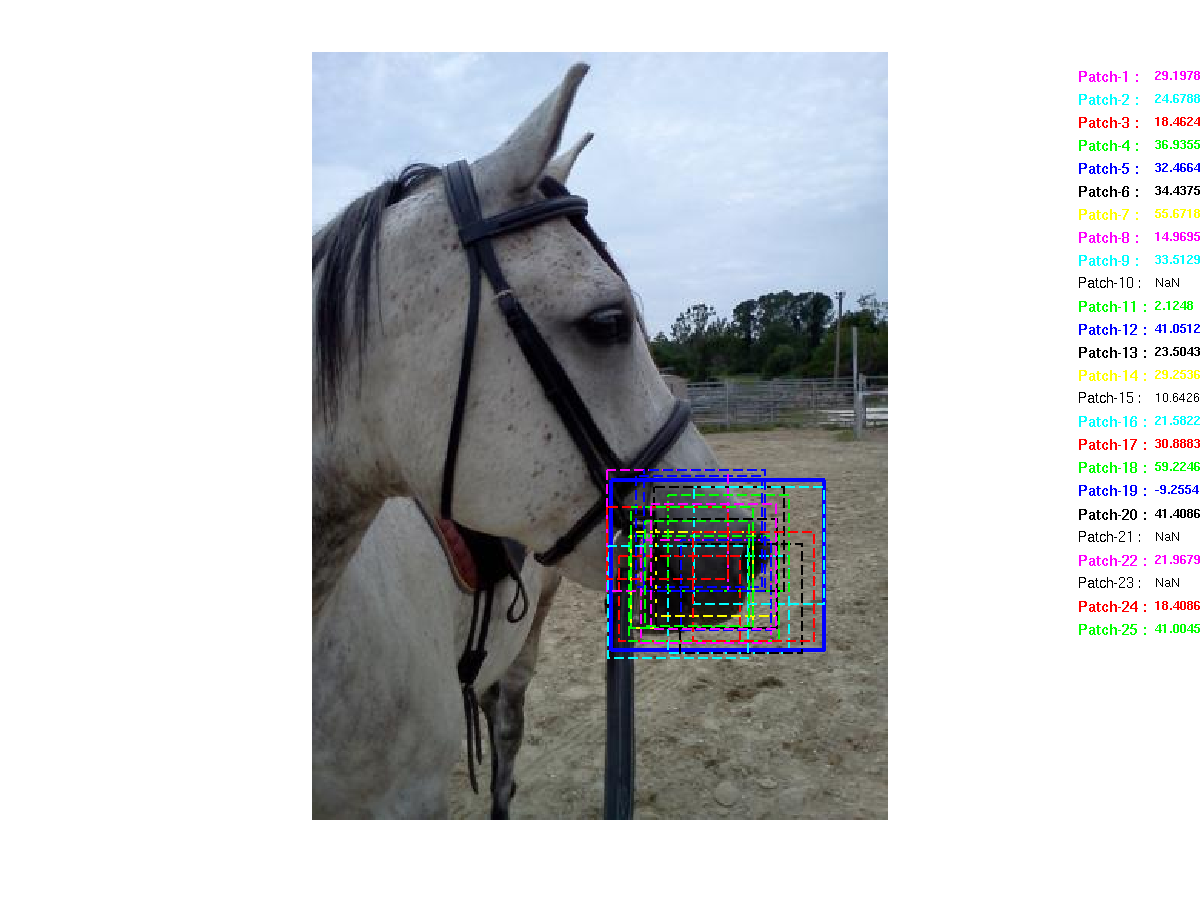 Patch-1 : 29.1978
Patch-2 : 24.6788
Patch-3 : 18.4624
Patch-4 : 36.9355
Patch-5 : 32.4664
Patch-6 : 34.4375
Patch-7 : 55.6718
Patch-8 : 14.9695
Patch-9 : 33.5129
Patch-10 : NaN
Patch-11 : 2.1248
Patch-12 : 41.0512
Patch-13 : 23.5043
Patch-14 : 29.2536
Patch-15 : 10.6426
Patch-16 : 21.5822
Patch-17 : 30.8883
Patch-18 : 59.2246
Patch-19 : -9.2554
Patch-20 : 41.4086
Patch-21 : NaN
Patch-22 : 21.9679
Patch-23 : NaN
Patch-24 : 18.4086
Patch-25 : 41.0045